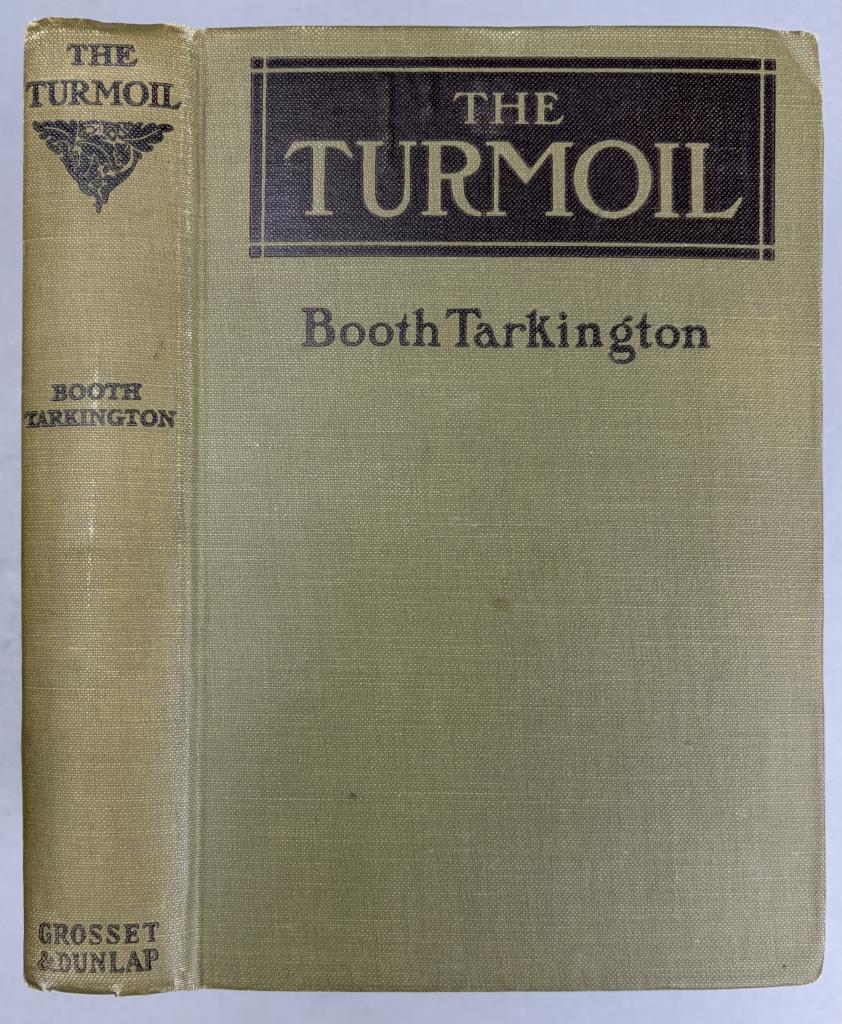 THE
TURMOIL
BOOTH
TARKINGTON
GROSSET
& DUNLAP
THE
TURMOIL
Booth Tarkington